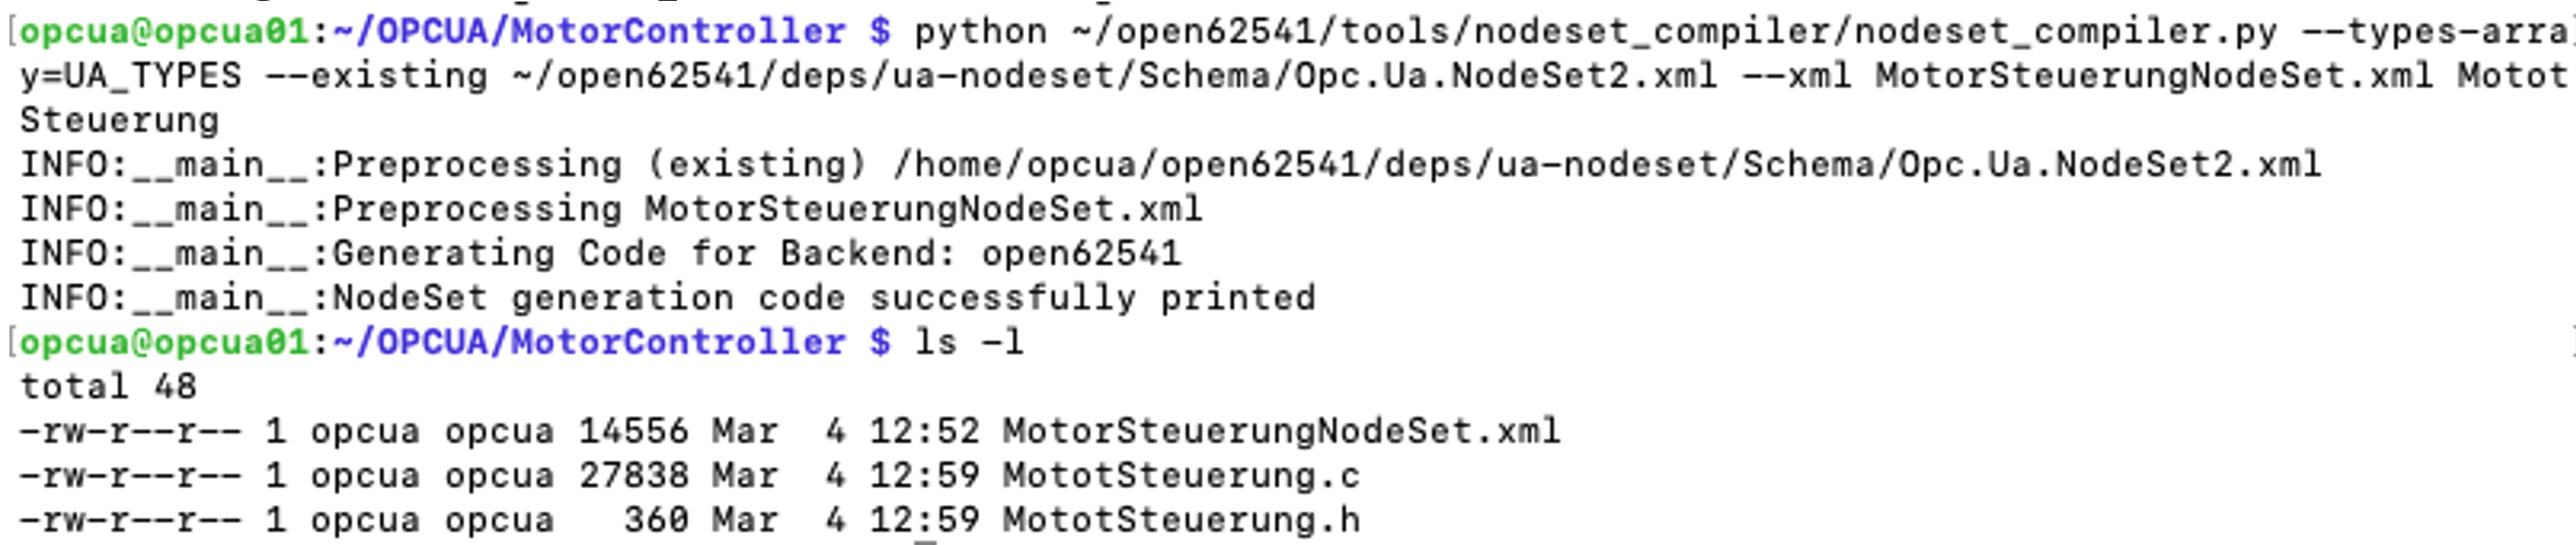 [opcua@opcua01:~/OPCUA/MotorController $ python ~/open62541/tools/nodeset_compiler/nodeset_compiler.py --types-arra]
y=UA_TYPES --existing ~/open62541/deps/ua-nodeset/Schema/Opc.Ua.NodeSet2.xml --xml MotorSteuerungNodeSet.xml Motot
Steuerung
INFO:__main__:Preprocessing (existing) /home/opcua/open62541/deps/ua-nodeset/Schema/Opc.Ua.NodeSet2.xml
INFO:__main__:Preprocessing MotorSteuerungNodeSet.xml
INFO:__main__:Generating Code for Backend: open62541
INFO:__main__:NodeSet generation code successfully printed
[opcua@opcua01:~/OPCUA/MotorController $ ls -l ]
total 48
-rw-r--r-- 1 opcua opcua 14556 Mar  4 12:52 MotorSteuerungNodeSet.xml
-rw-r--r-- 1 opcua opcua 27838 Mar  4 12:59 MototSteuerung.c
-rw-r--r-- 1 opcua opcua   360 Mar  4 12:59 MototSteuerung.h